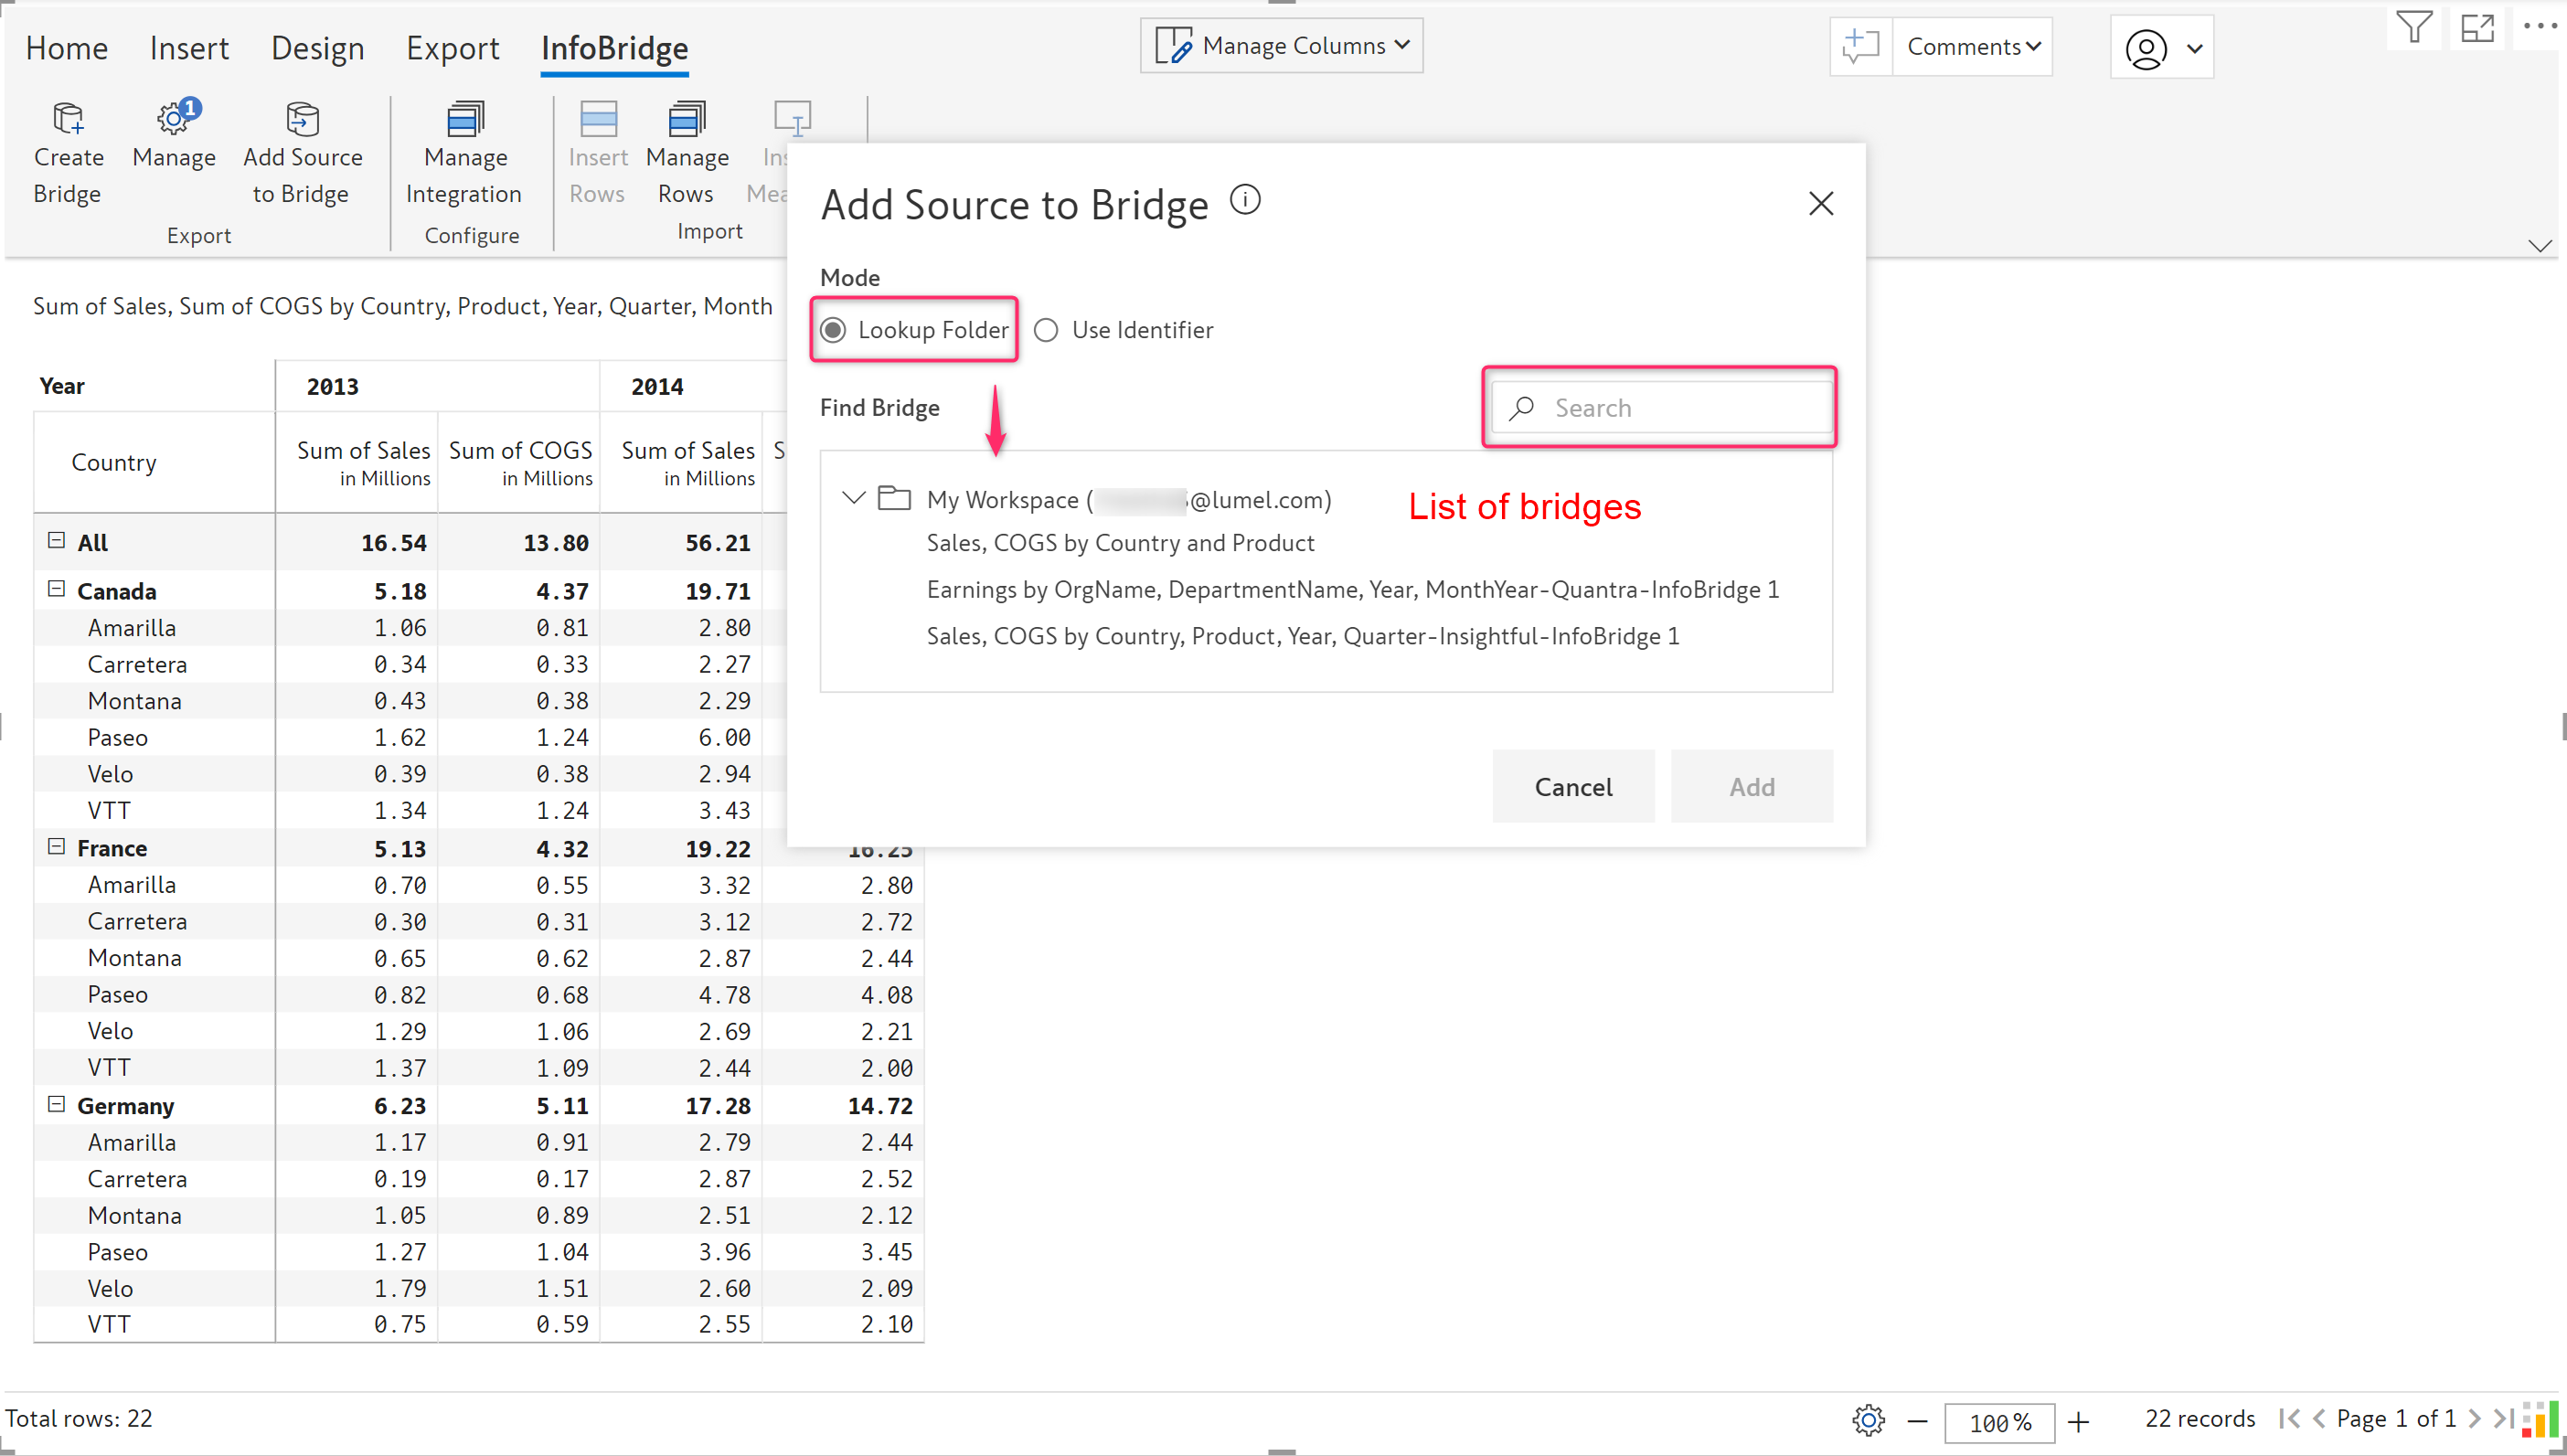 Home Insert Design Export InfoBridge Manage Columns Comments
1
Create Bridge Manage Add Source to Bridge Manage Integration Insert Rows Manage Rows
Export Configure Import
Add Source to Bridge
Mode
Lookup Folder Use Identifier
Find Bridge Search
My Workspace ( @lumel.com) List of bridges
Sales, COGS by Country and Product
Earnings by OrgName, DepartmentName, Year, MonthYear-Quantra-InfoBridge 1
Sales, COGS by Country, Product, Year, Quarter-Insightful-InfoBridge 1
Cancel Add
Sum of Sales, Sum of COGS by Country, Product, Year, Quarter, Month
Year 2013 2014
Country Sum of Sales in Millions Sum of COGS in Millions Sum of Sales in Millions
All 16.54 13.80 56.21
Canada 5.18 4.37 19.71
Amarilla 1.06 0.81 2.80
Carretera 0.34 0.33 2.27
Montana 0.43 0.38 2.29
Paseo 1.62 1.24 6.00
Velo 0.39 0.38 2.94
VTT 1.34 1.24 3.43
France 5.13 4.32 19.22 16.25
Amarilla 0.70 0.55 3.32 2.80
Carretera 0.30 0.31 3.12 2.72
Montana 0.65 0.62 2.87 2.44
Paseo 0.82 0.68 4.78 4.08
Velo 1.29 1.06 2.69 2.21
VTT 1.37 1.09 2.44 2.00
Germany 6.23 5.11 17.28 14.72
Amarilla 1.17 0.91 2.79 2.44
Carretera 0.19 0.17 2.87 2.52
Montana 1.05 0.89 2.51 2.12
Paseo 1.27 1.04 3.96 3.45
Velo 1.79 1.51 2.60 2.09
VTT 0.75 0.59 2.55 2.10
Total rows: 22 100% 22 records Page 1 of 1